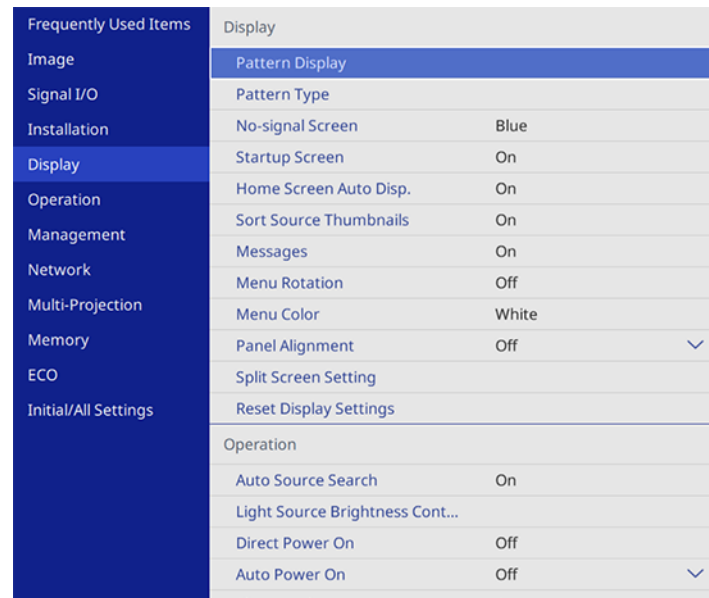 Frequently Used Items
Image
Signal I/O
Installation
Display
Operation
Management
Network
Multi-Projection
Memory
ECO
Initial/All Settings
Display
Pattern Display
Pattern Type
No-signal Screen Blue
Startup Screen On
Home Screen Auto Disp. On
Sort Source Thumbnails On
Messages On
Menu Rotation Off
Menu Color White
Panel Alignment Off
Split Screen Setting
Reset Display Settings
Operation
Auto Source Search On
Light Source Brightness Cont...
Direct Power On Off
Auto Power On Off